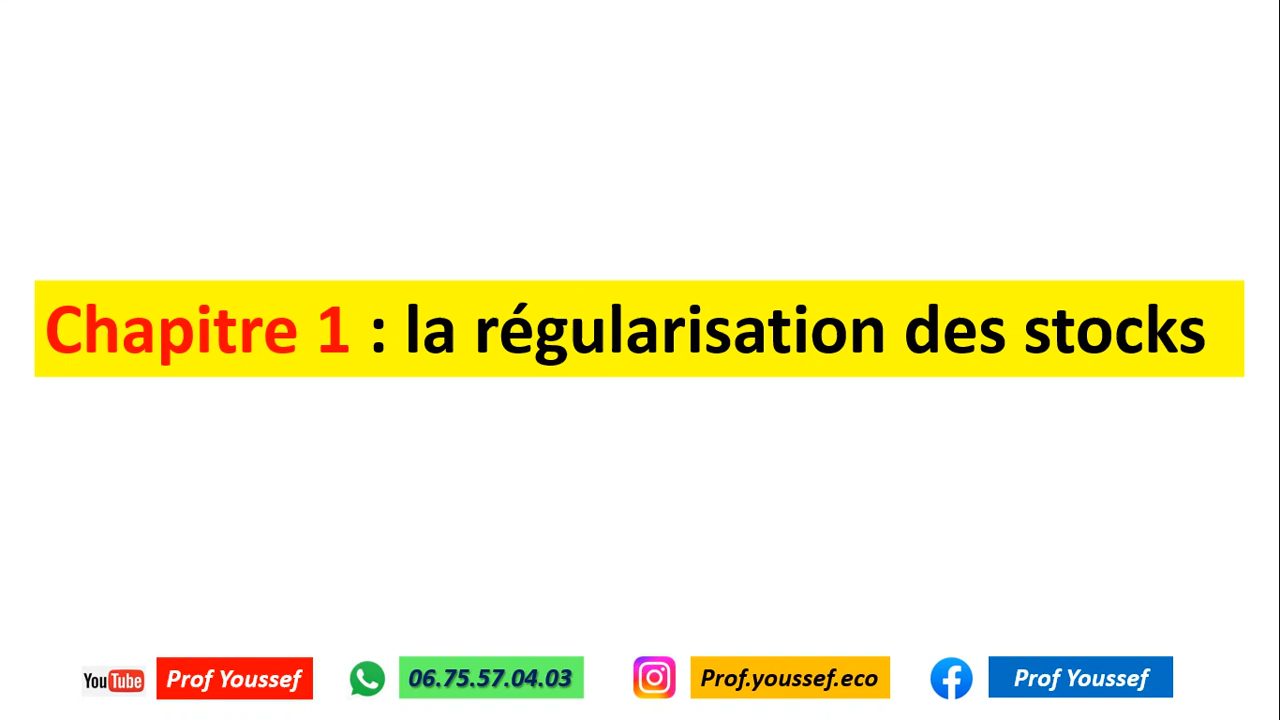 Chapitre 1 : la régularisation des stocks
YouTube Prof Youssef 06.75.57.04.03 Prof.youssef.eco Prof Youssef